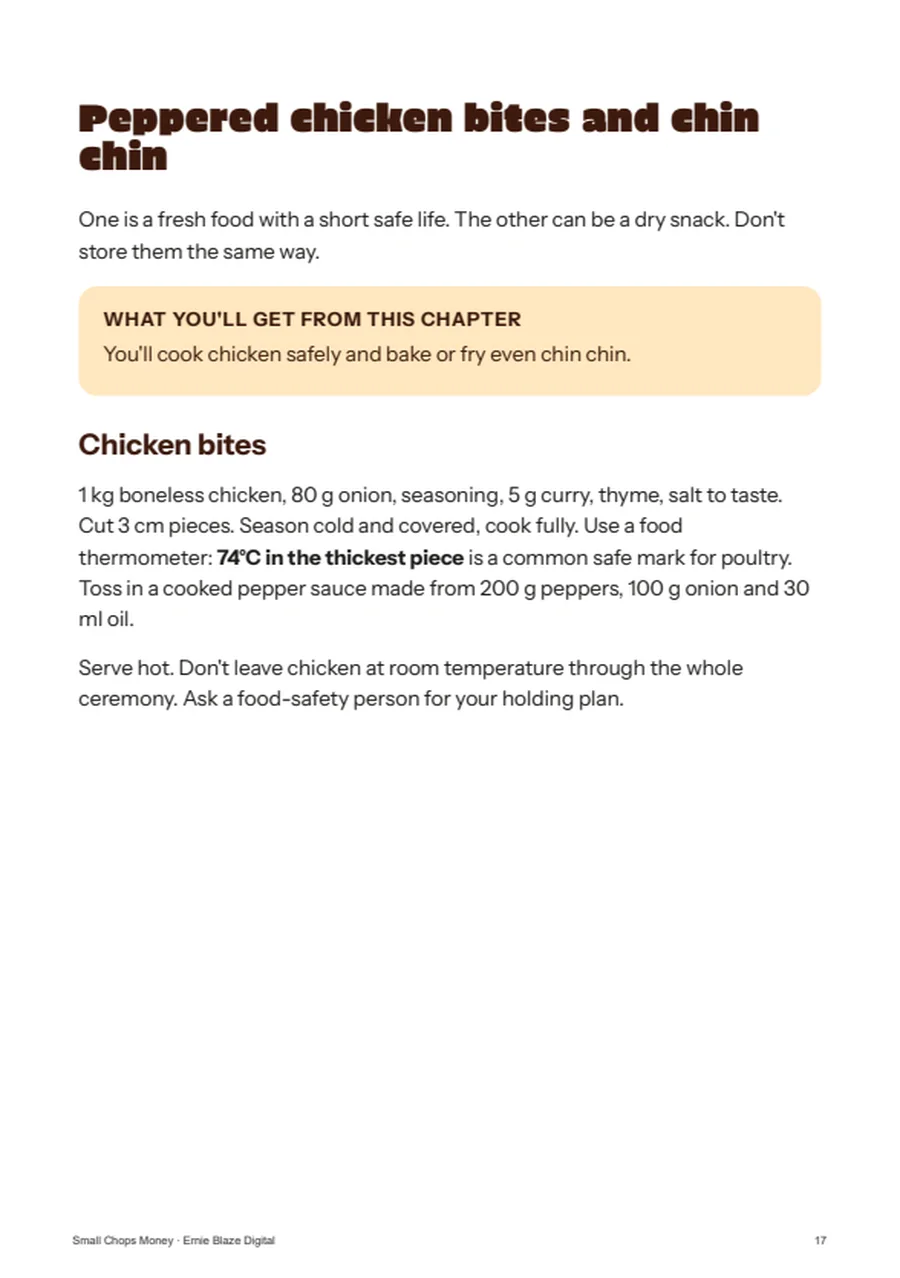 Peppered chicken bites and chin
chin
One is a fresh food with a short safe life. The other can be a dry snack. Don't
store them the same way.
WHAT YOU'LL GET FROM THIS CHAPTER
You'll cook chicken safely and bake or fry even chin chin.
Chicken bites
1 kg boneless chicken, 80 g onion, seasoning, 5 g curry, thyme, salt to taste.
Cut 3 cm pieces. Season cold and covered, cook fully. Use a food
thermometer: 74°C in the thickest piece is a common safe mark for poultry.
Toss in a cooked pepper sauce made from 200 g peppers, 100 g onion and 30
ml oil.
Serve hot. Don't leave chicken at room temperature through the whole
ceremony. Ask a food-safety person for your holding plan.
Small Chops Money · Ernie Blaze Digital 17